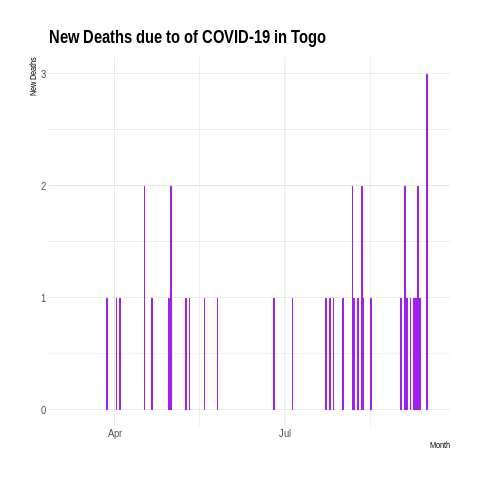 New Deaths due to of COVID-19 in Togo
New Deaths
3
2
1
0
Apr
Jul
Month